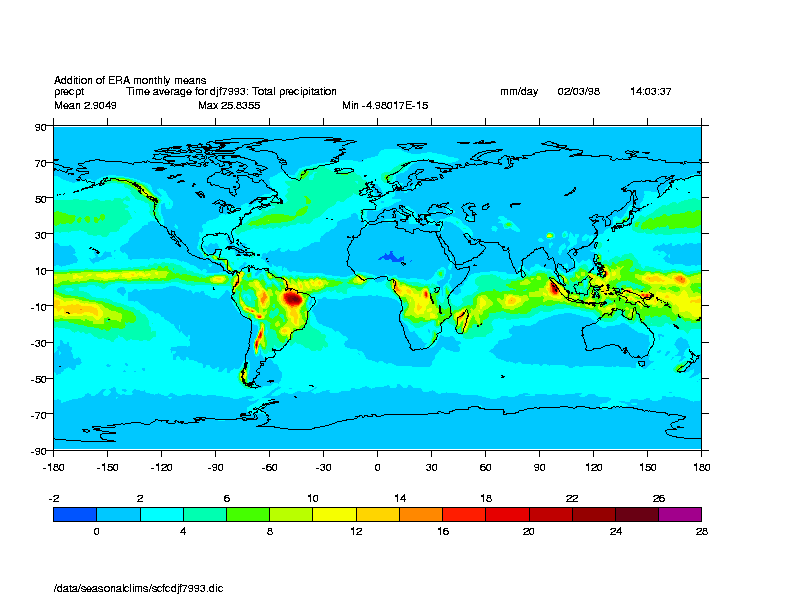 Addition of ERA monthly means
precpt Time average for djf7993: Total precipitation mm/day 02/03/98 14:03:37
Mean 2.9049 Max 25.8355 Min -4.98017E-15
90
70
50
30
10
-10
-30
-50
-70
-90
-180 -150 -120 -90 -60 -30 0 30 60 90 120 150 180
-2 2 6 10 14 18 22 26
0 4 8 12 16 20 24 28
/data/seasonalclims/scfcdjf7993.dic